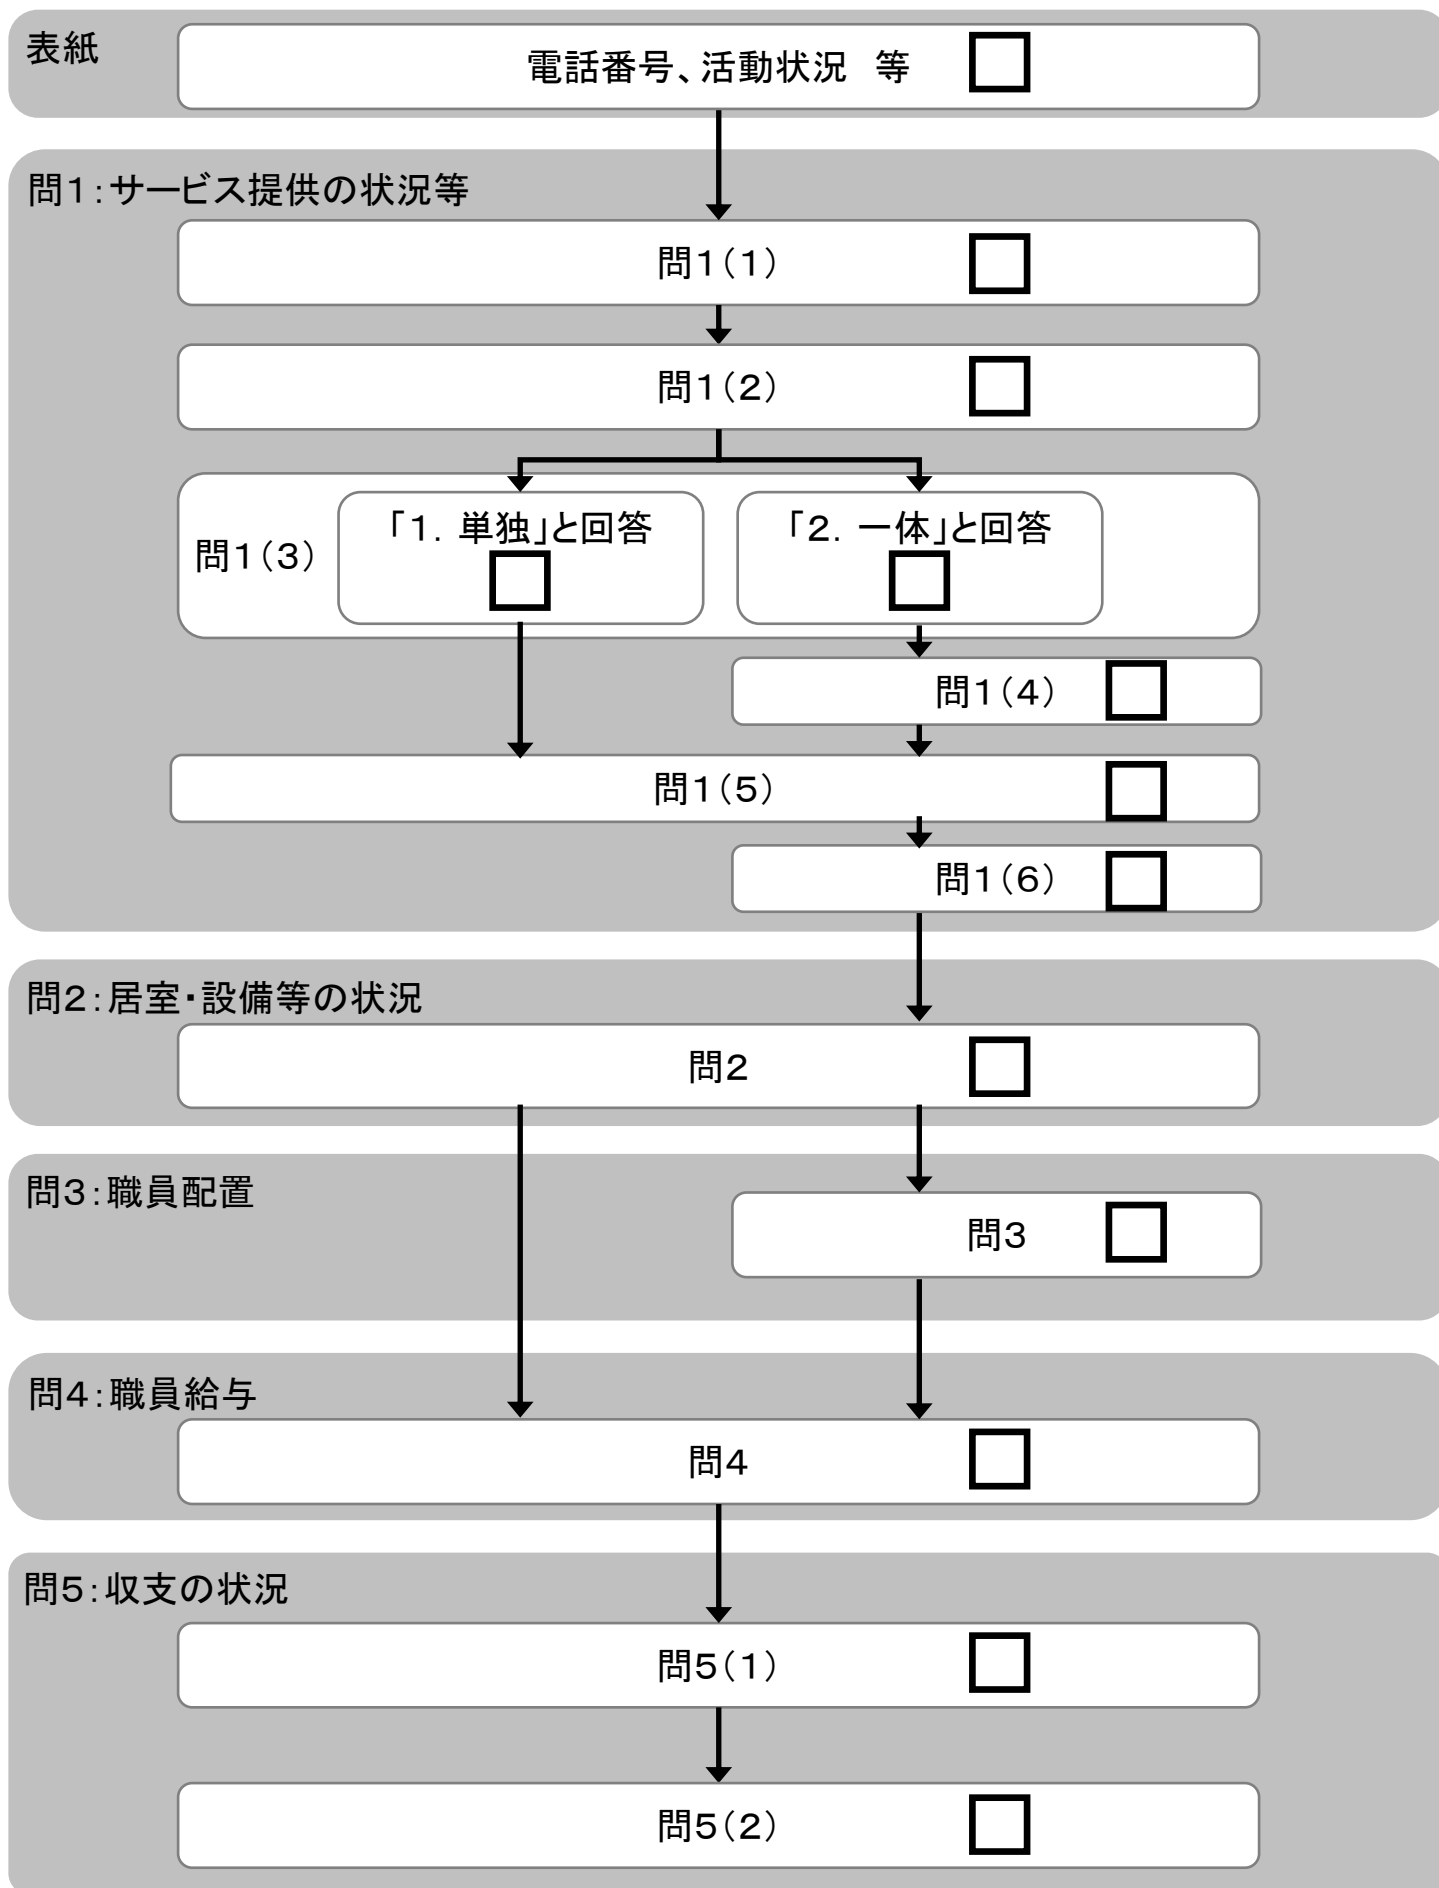 表紙
電話番号、活動状況　等
問1：サービス提供の状況等
問1（1）
問1（2）
問1（3）
「1．単独」と回答
「2．一体」と回答
問1（4）
問1（5）
問1（6）
問2：居室・設備等の状況
問2
問3：職員配置
問3
問4：職員給与
問4
問5：収支の状況
問5（1）
問5（2）